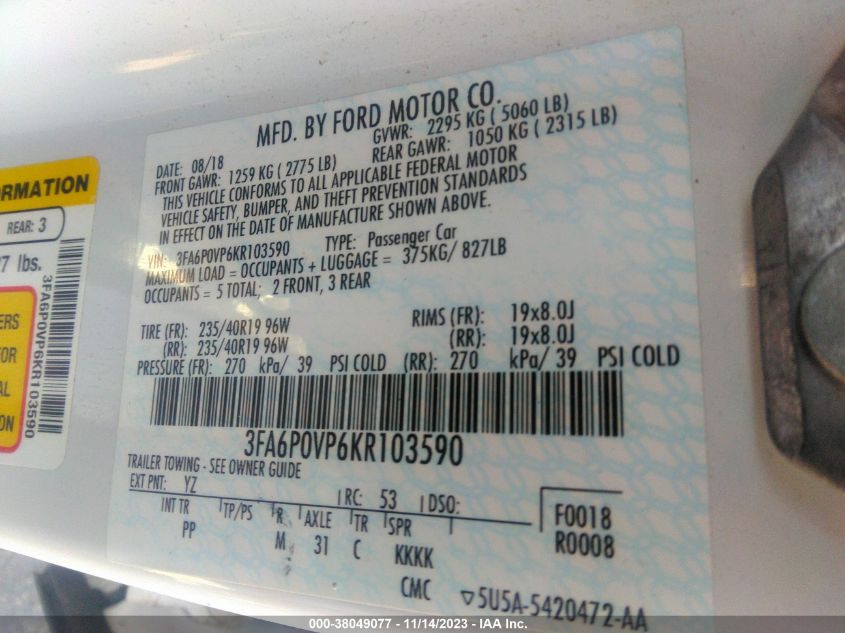 ORMATION
REAR: 3
7 lbs.
ERS
FOR
AL
ON
3FA6P0VP6KR103590
MFD. BY FORD MOTOR CO.
DATE: 08/18 GVWR: 2295 KG ( 5060 LB)
FRONT GAWR: 1259 KG ( 2775 LB) REAR GAWR: 1050 KG ( 2315 LB)
THIS VEHICLE CONFORMS TO ALL APPLICABLE FEDERAL MOTOR
VEHICLE SAFETY, BUMPER, AND THEFT PREVENTION STANDARDS
IN EFFECT ON THE DATE OF MANUFACTURE SHOWN ABOVE.
VIN: 3FA6P0VP6KR103590 TYPE: Passenger Car
MAXIMUM LOAD = OCCUPANTS + LUGGAGE = 375KG/ 827LB
OCCUPANTS = 5 TOTAL; 2 FRONT, 3 REAR
TIRE (FR): 235/40R19 96W RIMS (FR): 19x8.0J
(RR): 235/40R19 96W (RR): 19x8.0J
PRESSURE (FR): 270 kPa/ 39 PSI COLD (RR): 270 kPa/ 39 PSI COLD
3FA6P0VP6KR103590
TRAILER TOWING - SEE OWNER GUIDE
EXT PNT: YZ RC: 53 DSO:
INT TR TP/PS R AXLE TR SPR F0018
PP M 31 C KKKK R0008
CMC
▽5U5A-5420472-AA
000-38049077 - 11/14/2023 - IAA Inc.